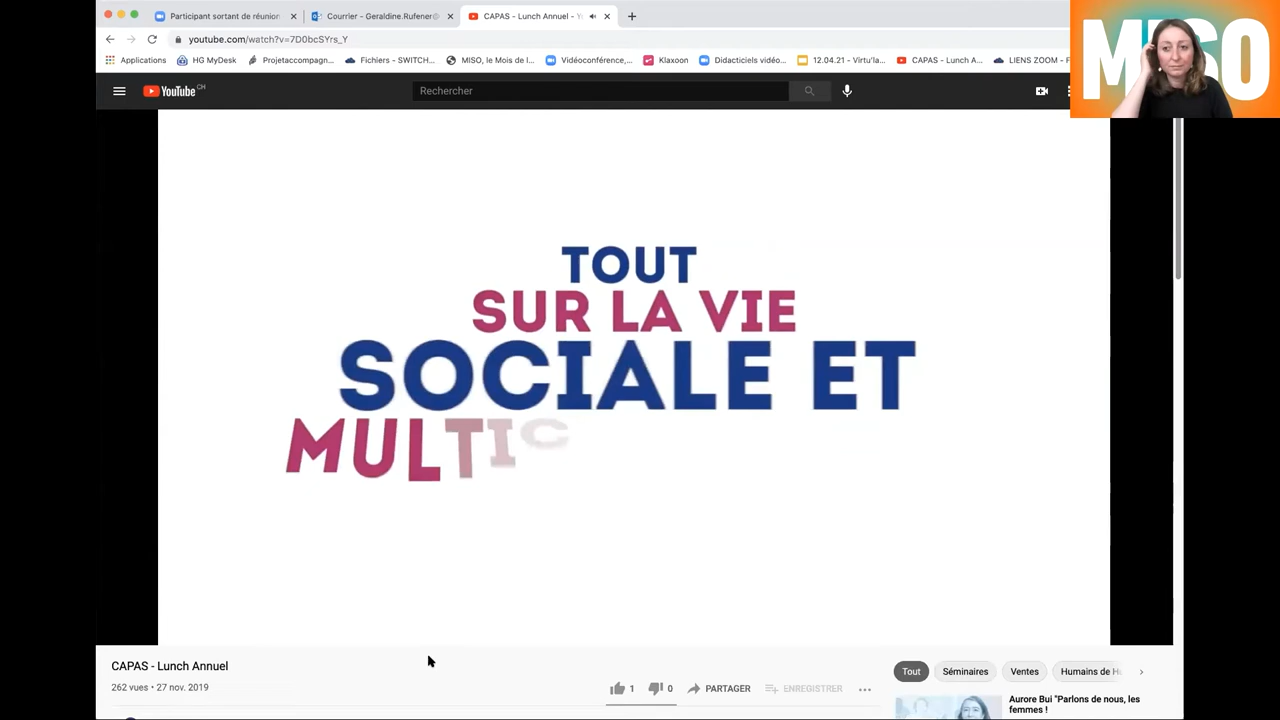 Participant sortant de réunion
Courrier - Geraldine.Rufener@
CAPAS - Lunch Annuel - Y
youtube.com/watch?v=7D0bcSYrs_Y
Applications
HG MyDesk
Projetaccompagn...
Fichiers - SWITCH...
MISO, le Mois de l...
Vidéoconférence,...
Klaxoon
Didacticiels vidéo...
12.04.21 - Virtu'la...
CAPAS - Lunch A...
LIENS ZOOM - F
MISO
YouTube CH
Rechercher
TOUT
SUR LA VIE
SOCIALE ET
MULTIC
CAPAS - Lunch Annuel
262 vues • 27 nov. 2019
1
0
PARTAGER
ENREGISTRER
Tout
Séminaires
Ventes
Humains de
Aurore Bui "Parlons de nous, les
femmes !